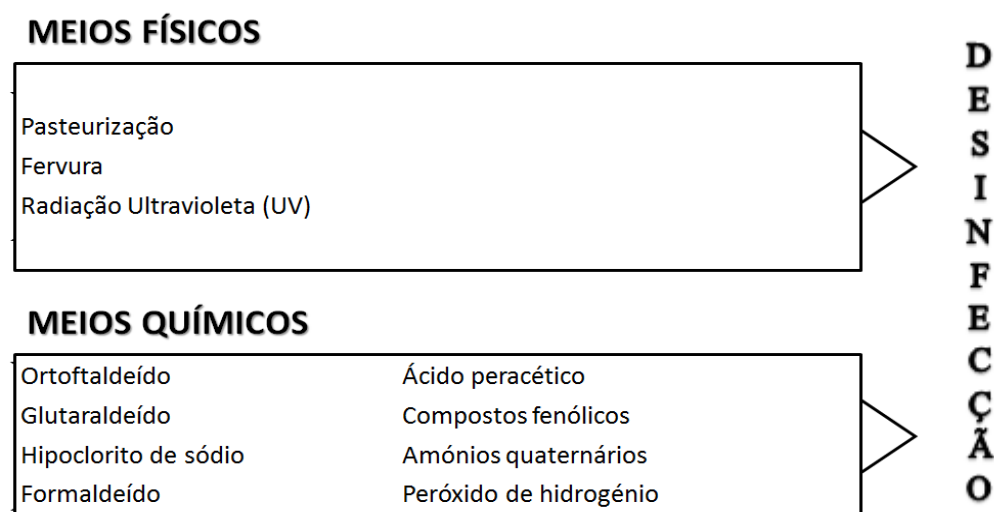 MEIOS FÍSICOS
Pasteurização
Fervura
Radiação Ultravioleta (UV)
MEIOS QUÍMICOS
Ortoftaldeído
Glutaraldeído
Hipoclorito de sódio
Formaldeído
Ácido peracético
Compostos fenólicos
Amónios quaternários
Peróxido de hidrogénio
D
E
S
I
N
F
E
C
Ç
Ã
O